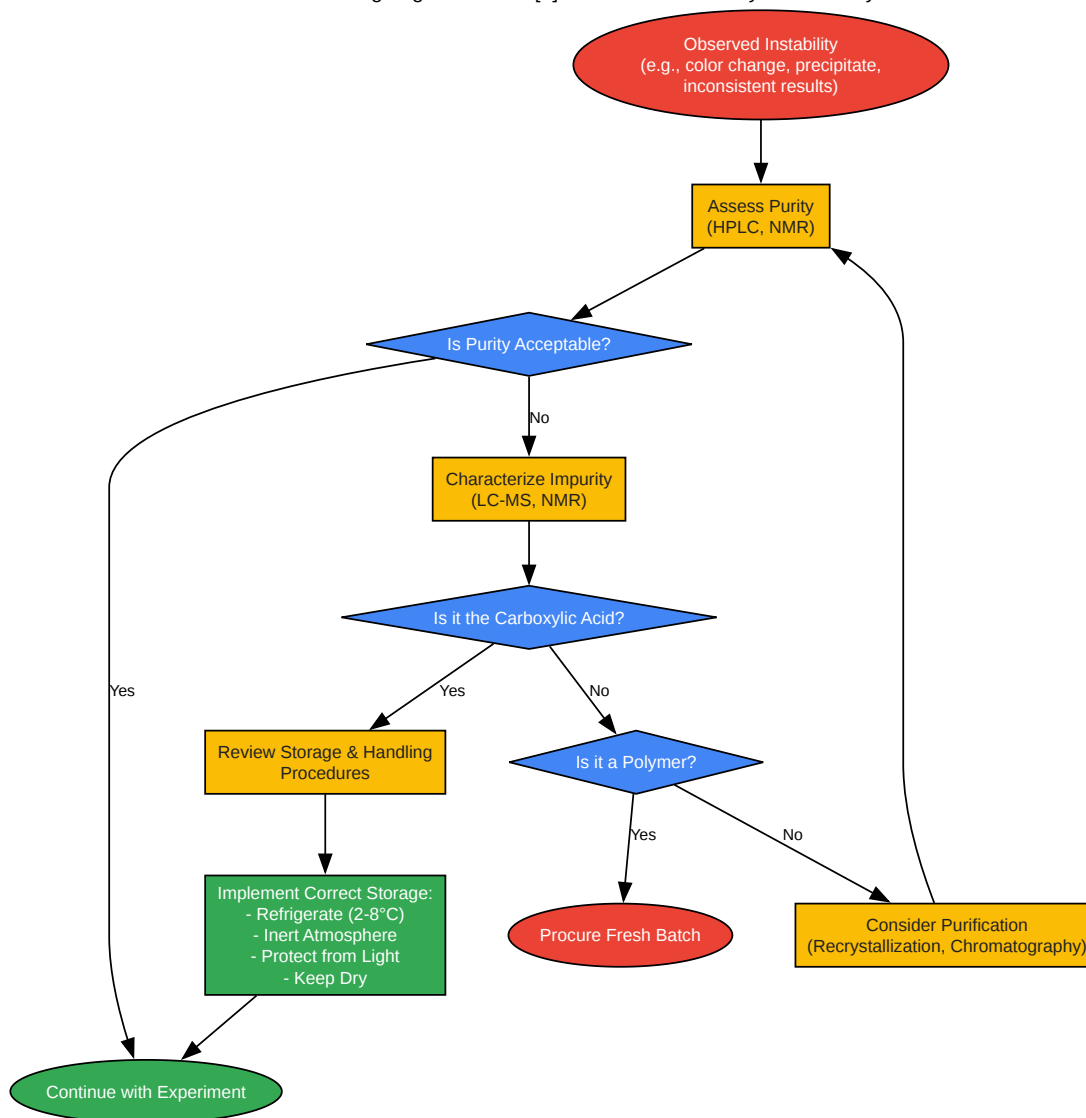 Observed Instability
(e.g., color change, precipitate,
inconsistent results)
Assess Purity
(HPLC, NMR)
Is Purity Acceptable?
No
Characterize Impurity
(LC-MS, NMR)
Is it the Carboxylic Acid?
Yes
Yes
No
Review Storage & Handling
Procedures
Is it a Polymer?
Yes
No
Implement Correct Storage:
- Refrigerate (2-8°C)
- Inert Atmosphere
- Protect from Light
- Keep Dry
Procure Fresh Batch
Consider Purification
(Recrystallization, Chromatography)
Continue with Experiment